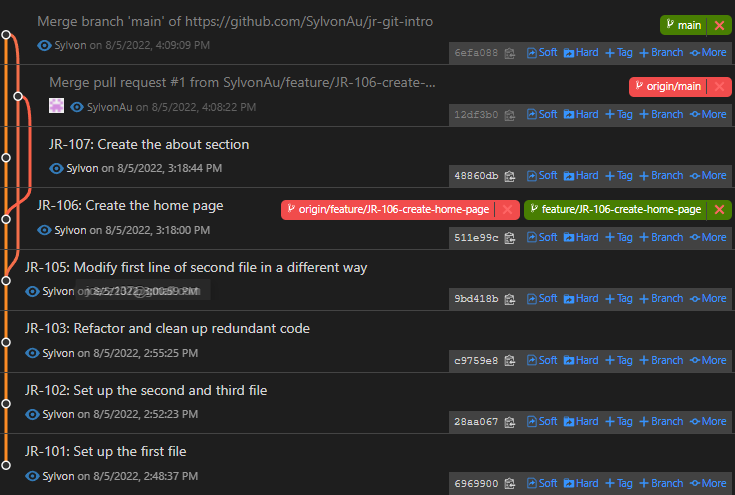 Merge branch 'main' of https://github.com/SylvonAu/jr-git-intro
main
Sylvon on 8/5/2022, 4:09:09 PM
6efa088 Soft Hard Tag Branch More
Merge pull request #1 from SylvonAu/feature/JR-106-create-...
origin/main
SylvonAu on 8/5/2022, 4:08:22 PM
12df3b0 Soft Hard Tag Branch More
JR-107: Create the about section
Sylvon on 8/5/2022, 3:18:44 PM
48860db Soft Hard Tag Branch More
JR-106: Create the home page
origin/feature/JR-106-create-home-page
feature/JR-106-create-home-page
Sylvon on 8/5/2022, 3:18:00 PM
511e99c Soft Hard Tag Branch More
JR-105: Modify first line of second file in a different way
Sylvon
9bd418b Soft Hard Tag Branch More
JR-103: Refactor and clean up redundant code
Sylvon on 8/5/2022, 2:55:25 PM
c9759e8 Soft Hard Tag Branch More
JR-102: Set up the second and third file
Sylvon on 8/5/2022, 2:52:23 PM
28aa067 Soft Hard Tag Branch More
JR-101: Set up the first file
Sylvon on 8/5/2022, 2:48:37 PM
6969900 Soft Hard Tag Branch More